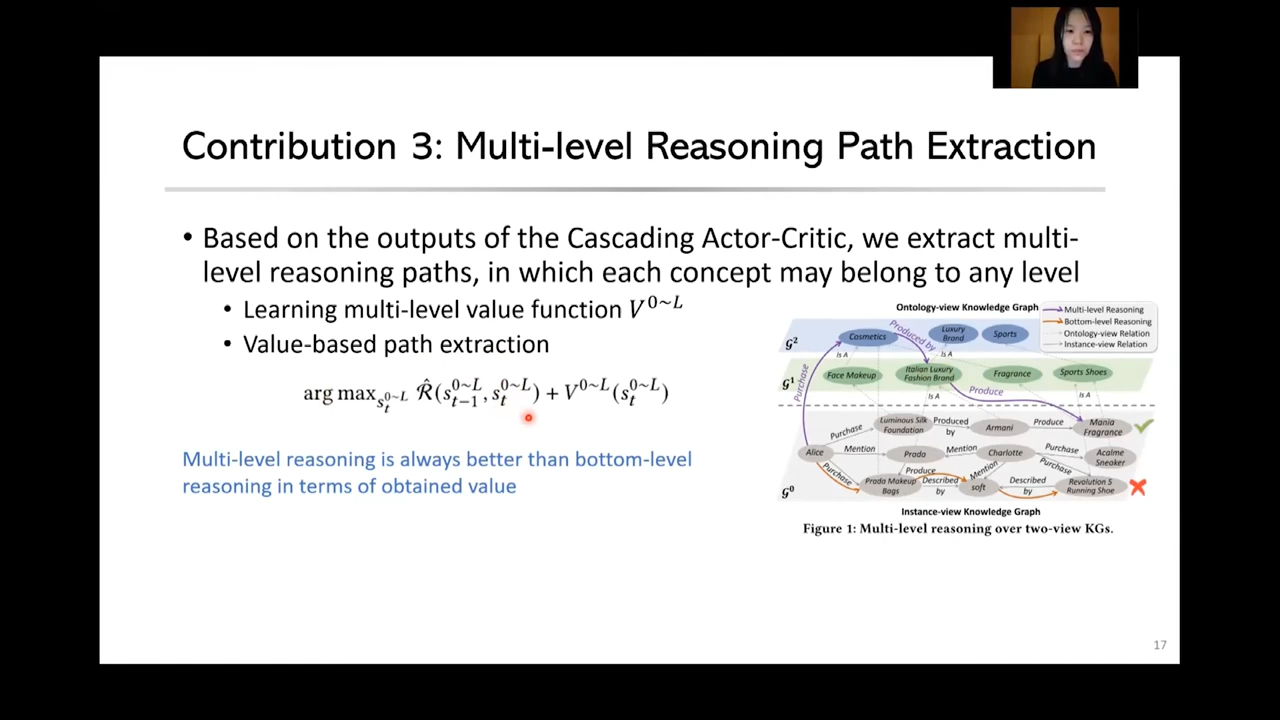 Contribution 3: Multi-level Reasoning Path Extraction
• Based on the outputs of the Cascading Actor-Critic, we extract multi-
level reasoning paths, in which each concept may belong to any level
• Learning multi-level value function V^{0~L}
• Value-based path extraction
arg max_{s_t^{0~L}} R̂(s_{t-1}^{0~L}, s_t^{0~L}) + V^{0~L}(s_t^{0~L})
Multi-level reasoning is always better than bottom-level
reasoning in terms of obtained value
Ontology-view Knowledge Graph
Multi-level Reasoning
Bottom-level Reasoning
Ontology-view Relation
Instance-view Relation
G²
Cosmetics
Produced by
Luxury
Brand
Sports
Is A
Is A
G¹
Face Makeup
Italian Luxury
Fashion Brand
Fragrance
Sports Shoes
Purchase
Is A
Produce
Is A
Purchase
Luminous Silk
Foundation
Produced
by
Armani
Produce
Mania
Fragrance
Alice
Mention
Prada
Mention
Charlotte
Purchase
Acalme
Sneaker
Purchase
Prada Makeup
Bags
Produce
Described
by
Mention
soft
Purchase
Described
by
Revolution 5
Running Shoe
G⁰
Instance-view Knowledge Graph
Figure 1: Multi-level reasoning over two-view KGs.
17